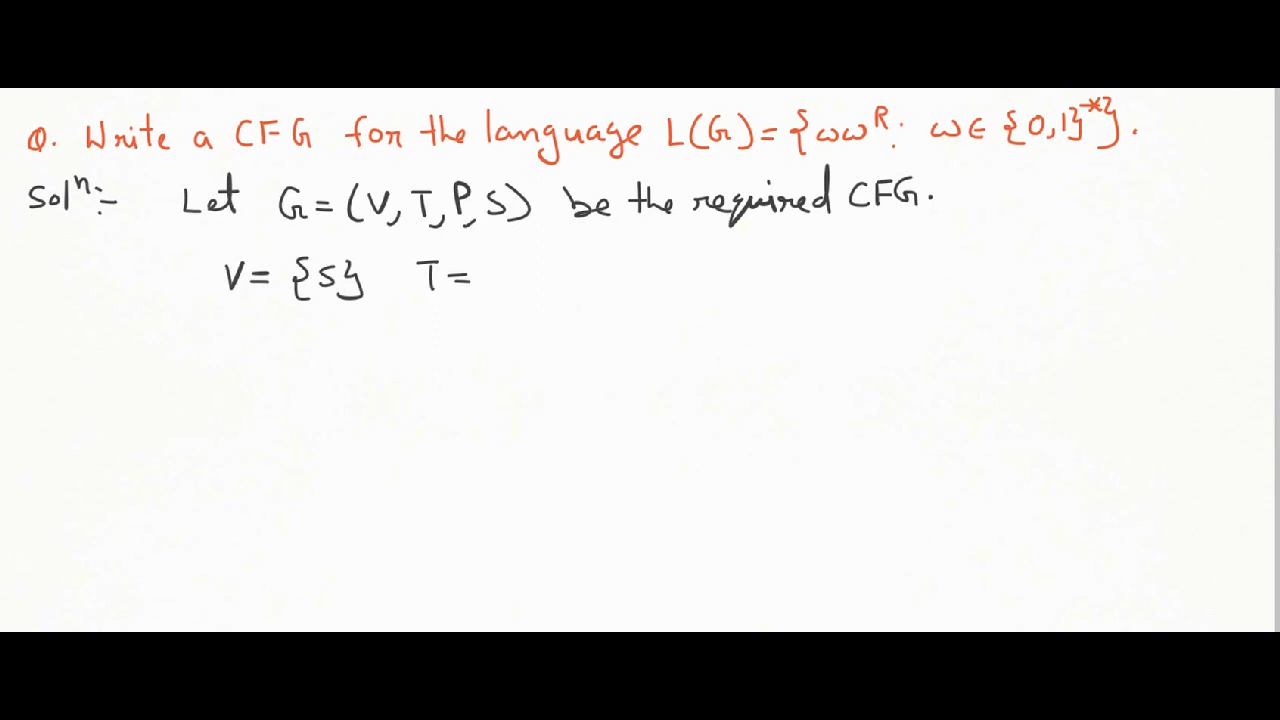 Q. Write a CFG for the language L(G) = {ωω^R : ω ∈ {0,1}^*}.
Sol^n:- Let G = (V, T, P, S) be the required CFG.
V = {S} T =